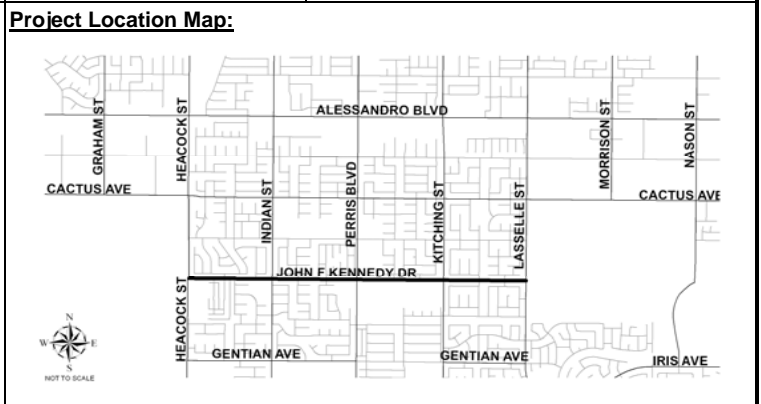 Project Location Map:
ALESSANDRO BLVD
GRAHAM ST
HEACOCK ST
MORRISON ST
NASON ST
CACTUS AVE
INDIAN ST
PERRIS BLVD
KITCHING ST
LASSELLE ST
CACTUS AVE
JOHN F KENNEDY DR
HEACOCK ST
N
W
E
S
NOT TO SCALE
GENTIAN AVE
GENTIAN AVE
IRIS AVE